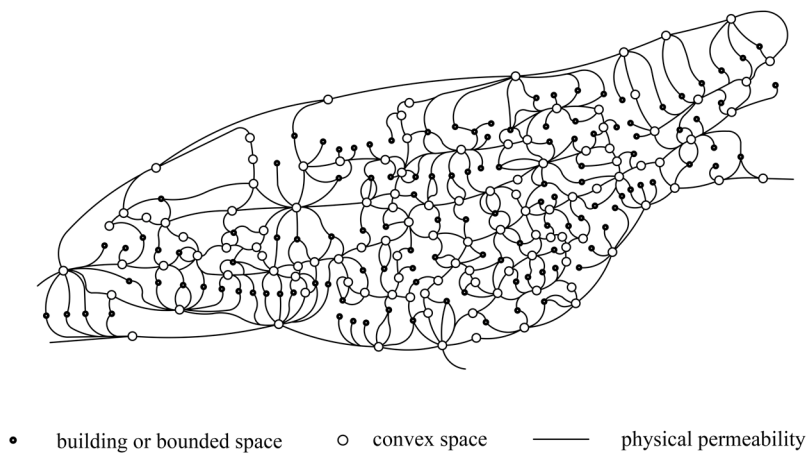 building or bounded space convex space physical permeability